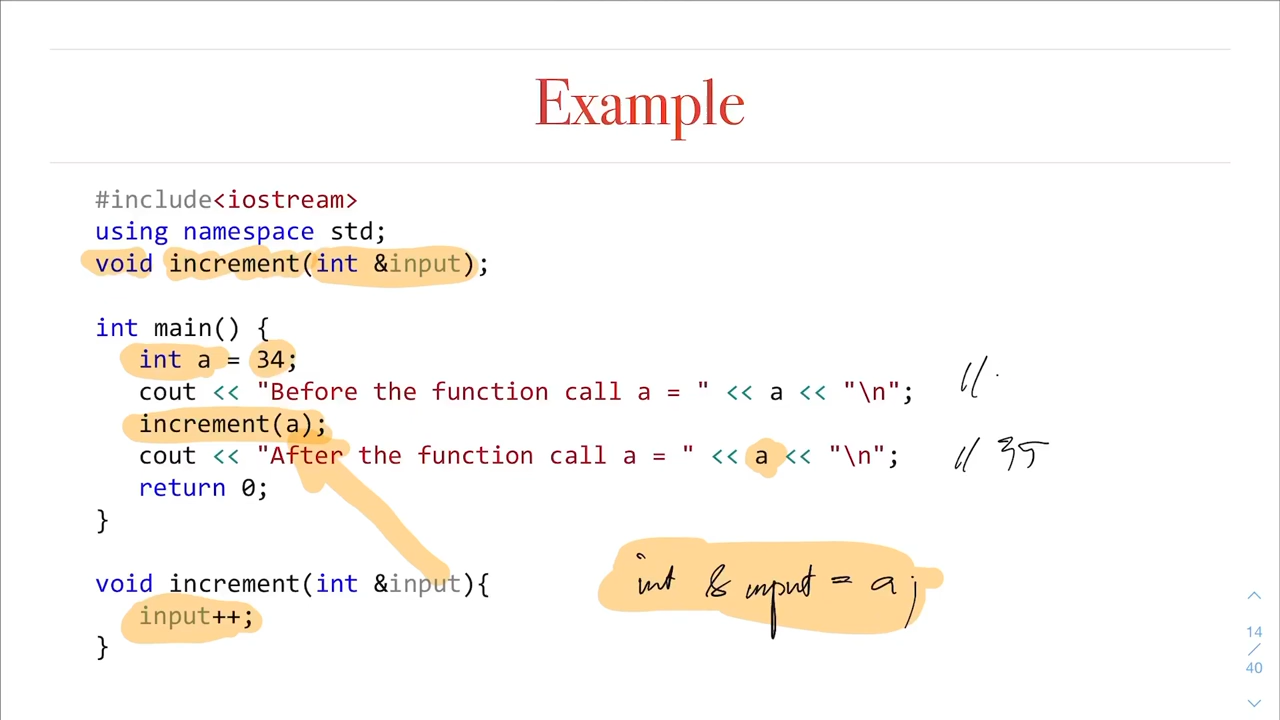 Example
#include<iostream>
using namespace std;
void increment(int &input);
int main() {
int a = 34;
cout << "Before the function call a = " << a << "\n"; //
increment(a);
cout << "After the function call a = " << a << "\n"; // 35
return 0;
}
void increment(int &input){
int & input = a;
input++;
}
14
/
40